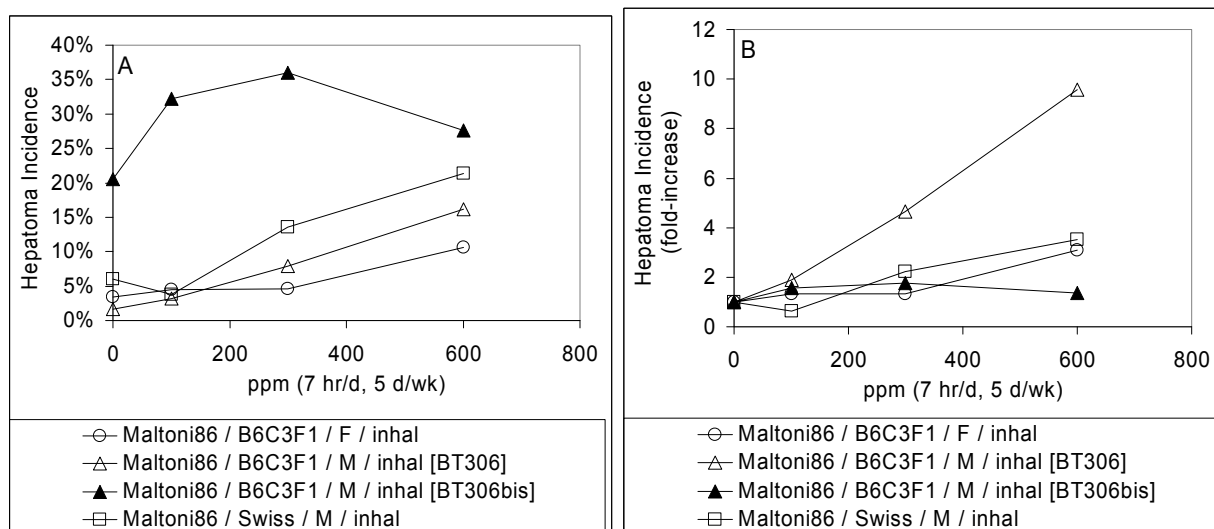 A
40%
35%
30%
25%
20%
15%
10%
5%
0%
Hepatoma Incidence
0 200 400 600 800
ppm (7 hr/d, 5 d/wk)
Maltoni86 / B6C3F1 / F / inhal
Maltoni86 / B6C3F1 / M / inhal [BT306]
Maltoni86 / B6C3F1 / M / inhal [BT306bis]
Maltoni86 / Swiss / M / inhal
B
12
10
8
6
4
2
0
Hepatoma Incidence
(fold-increase)
0 200 400 600 800
ppm (7 hr/d, 5 d/wk)
Maltoni86 / B6C3F1 / F / inhal
Maltoni86 / B6C3F1 / M / inhal [BT306]
Maltoni86 / B6C3F1 / M / inhal [BT306bis]
Maltoni86 / Swiss / M / inhal